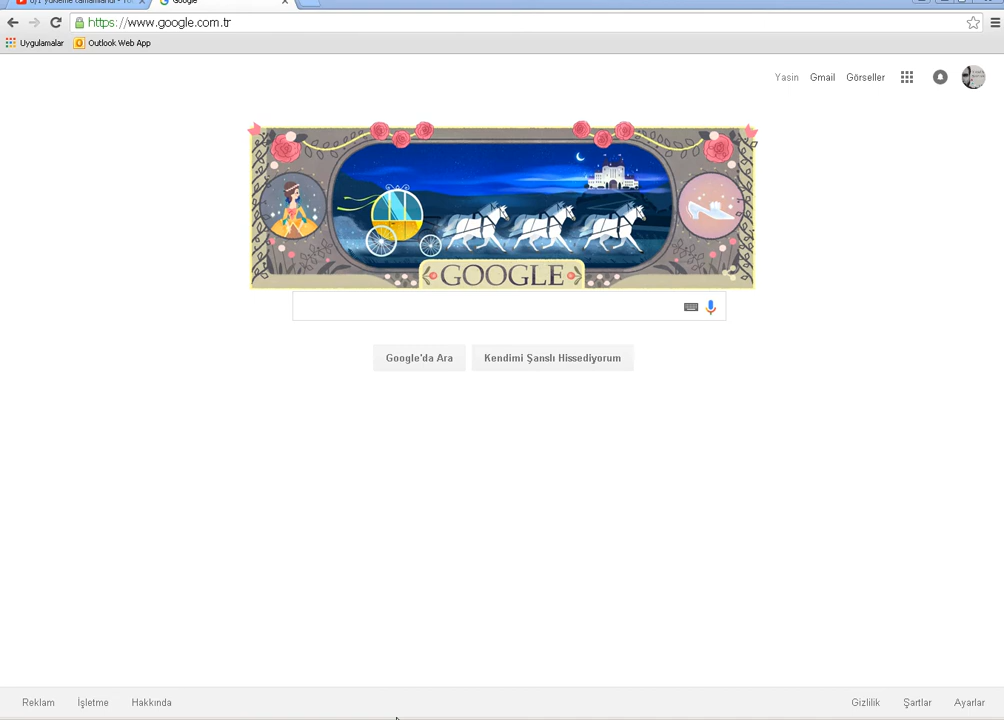 Google
https://www.google.com.tr
Uygulamalar Outlook Web App
Yasin Gmail Görseller
GOOGLE
Google'da Ara Kendimi Şanslı Hissediyorum
Reklam İşletme Hakkında Gizlilik Şartlar Ayarlar